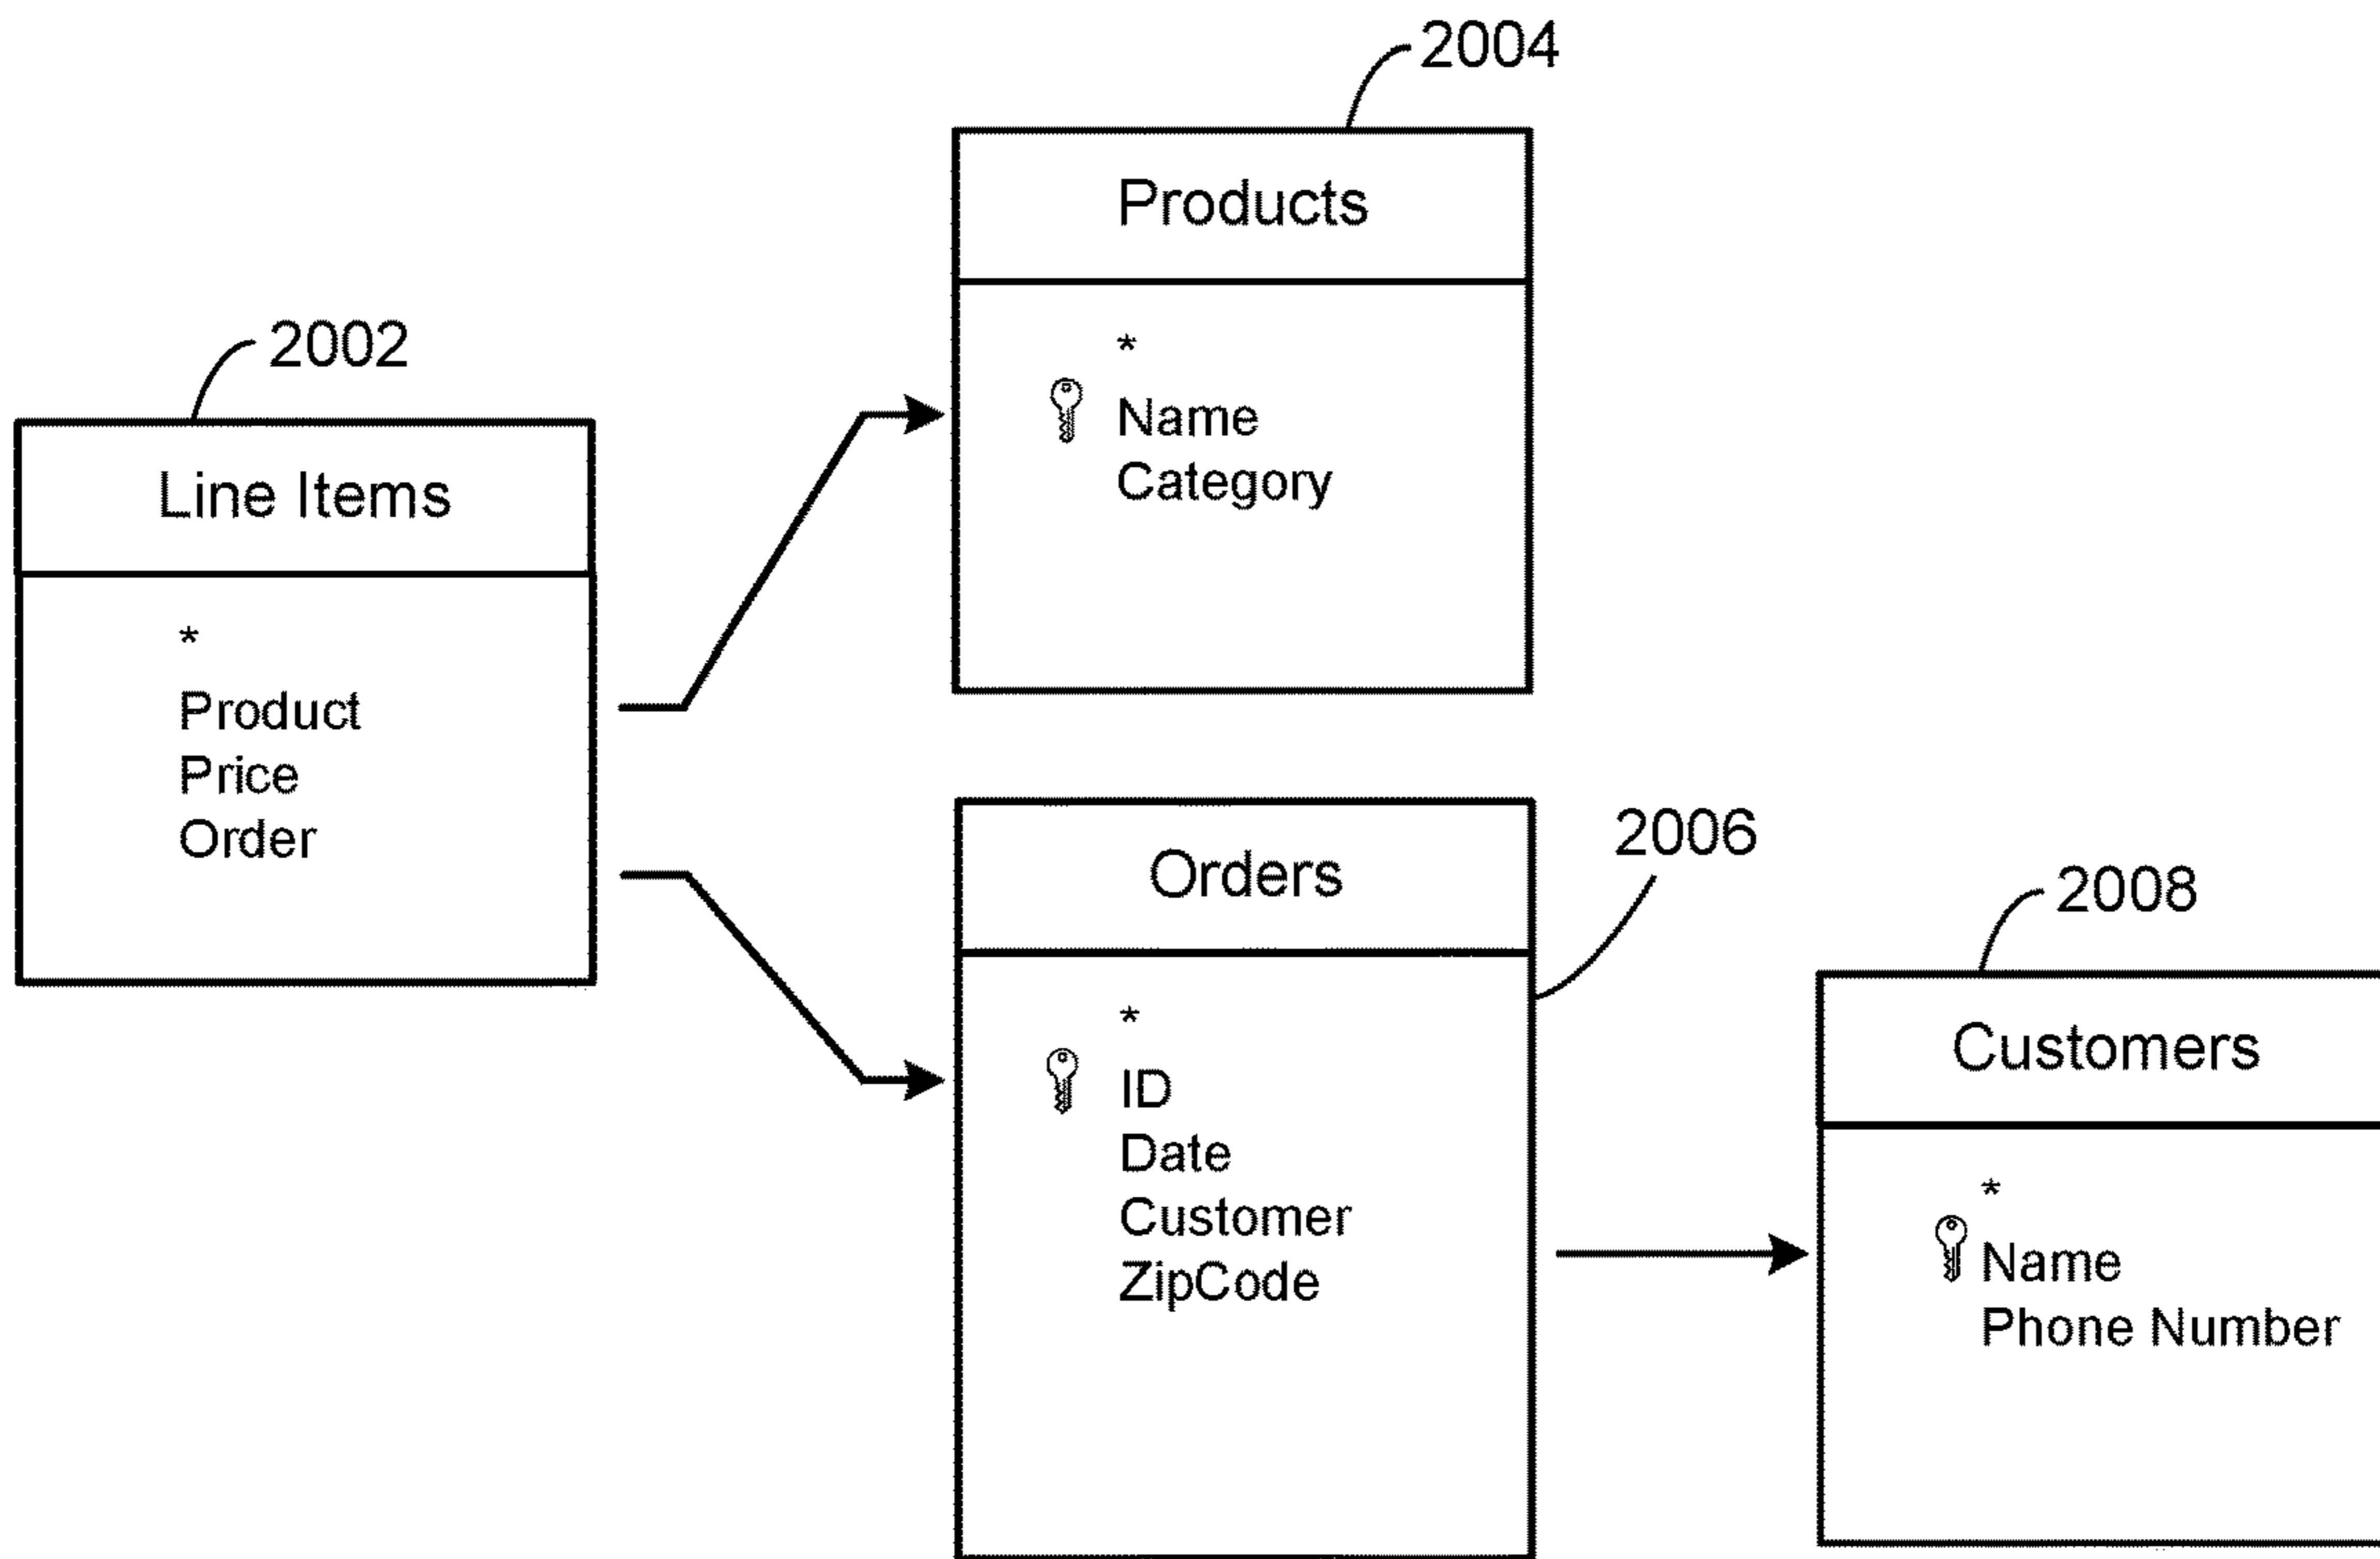 2004
Products
*
Name
Category
2002
Line Items
*
Product
Price
Order
2006
Orders
*
ID
Date
Customer
ZipCode
2008
Customers
*
Name
Phone Number